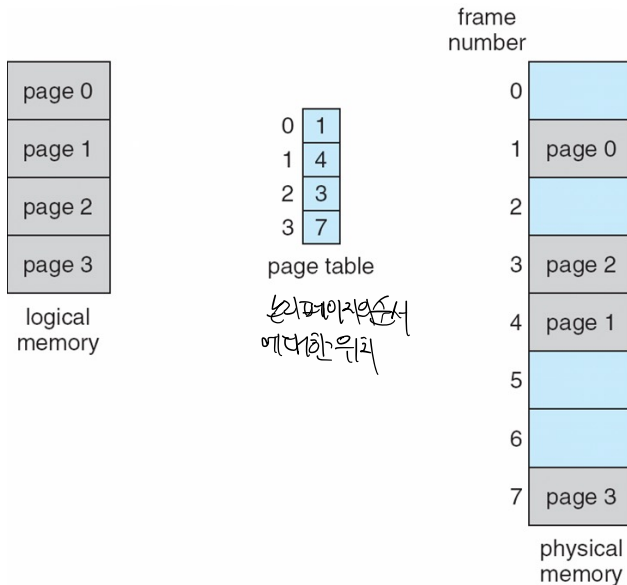 frame
number
page 0
page 1
page 2
page 3
logical
memory
0 1
1 4
2 3
3 7
page table
논리페이지의순서
에대한 위치
0
1 page 0
2
3 page 2
4 page 1
5
6
7 page 3
physical
memory